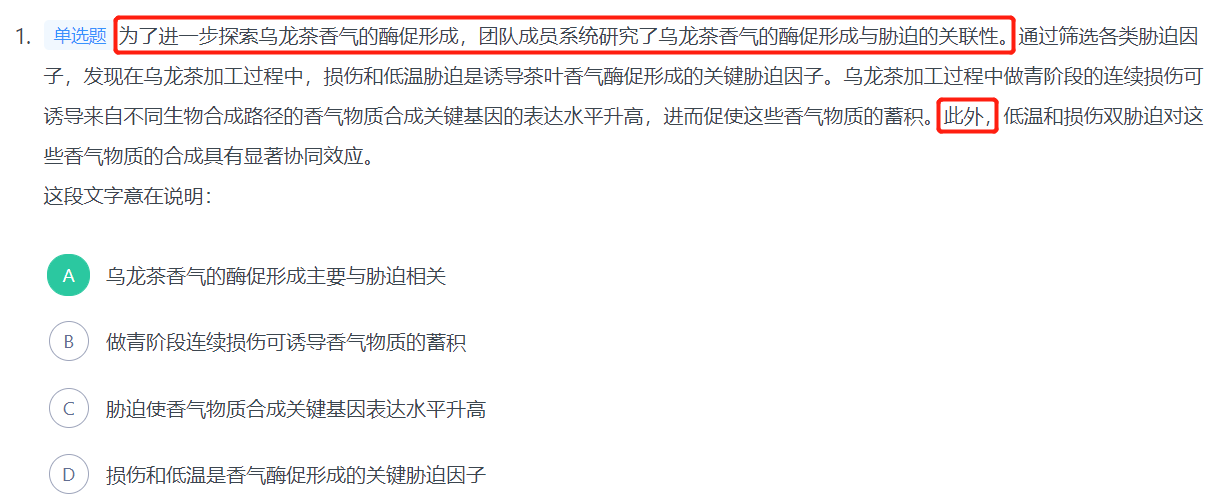 1. 单选题 为了进一步探索乌龙茶香气的酶促形成，团队成员系统研究了乌龙茶香气的酶促形成与胁迫的关联性。通过筛选各类胁迫因
子，发现在乌龙茶加工过程中，损伤和低温胁迫是诱导茶叶香气酶促形成的关键胁迫因子。乌龙茶加工过程中做青阶段的连续损伤可
诱导来自不同生物合成路径的香气物质合成关键基因的表达水平升高，进而促使这些香气物质的蓄积。此外，低温和损伤双胁迫对这
些香气物质的合成具有显著协同效应。
这段文字意在说明：
A 乌龙茶香气的酶促形成主要与胁迫相关
B 做青阶段连续损伤可诱导香气物质的蓄积
C 胁迫使香气物质合成关键基因表达水平升高
D 损伤和低温是香气酶促形成的关键胁迫因子